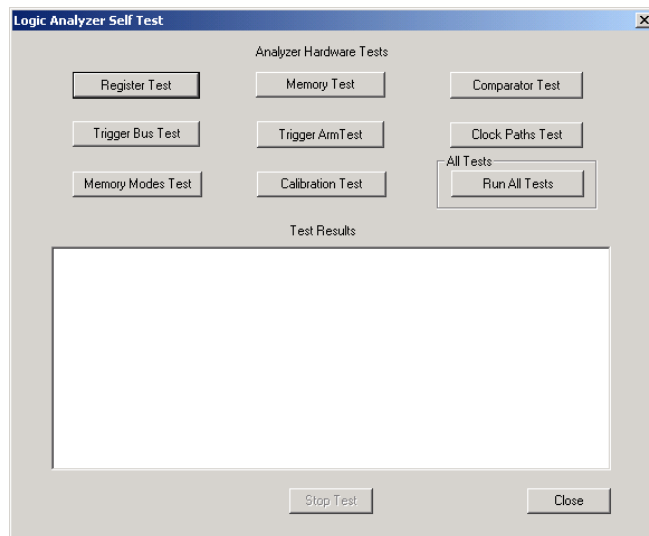 Logic Analyzer Self Test
Analyzer Hardware Tests
Register Test
Memory Test
Comparator Test
Trigger Bus Test
Trigger ArmTest
Clock Paths Test
All Tests
Memory Modes Test
Calibration Test
Run All Tests
Test Results
Stop Test
Close